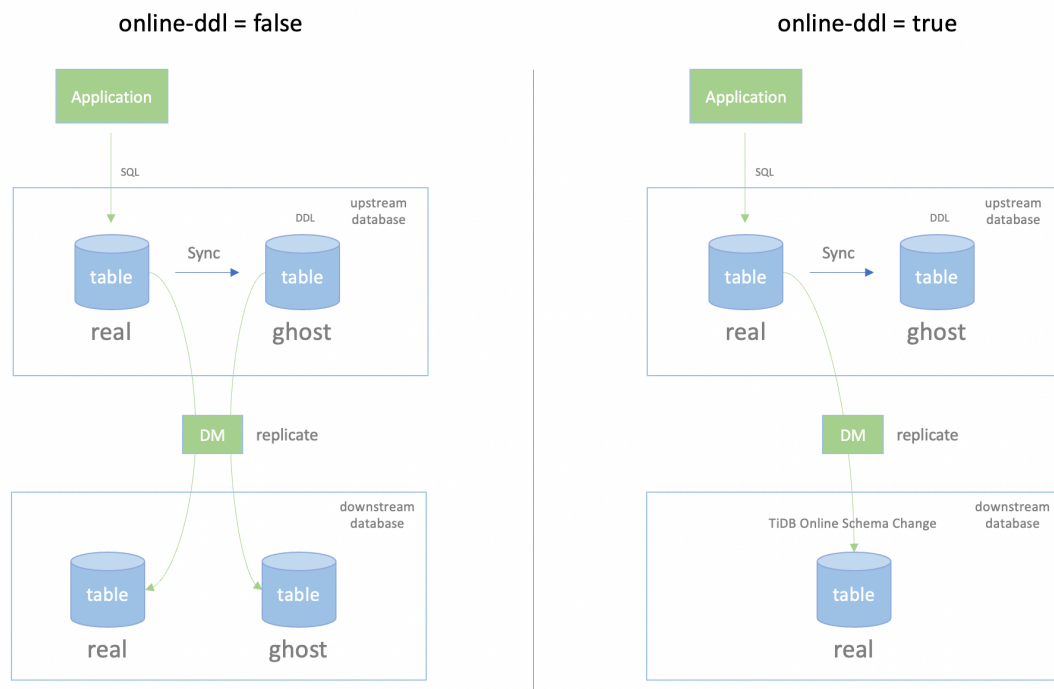 online-ddl = false
Application
SQL
upstream
database
DDL
Sync
table
table
real
ghost
DM
replicate
downstream
database
table
table
real
ghost
online-ddl = true
Application
SQL
upstream
database
DDL
Sync
table
table
real
ghost
DM
replicate
downstream
database
TiDB Online Schema Change
table
real